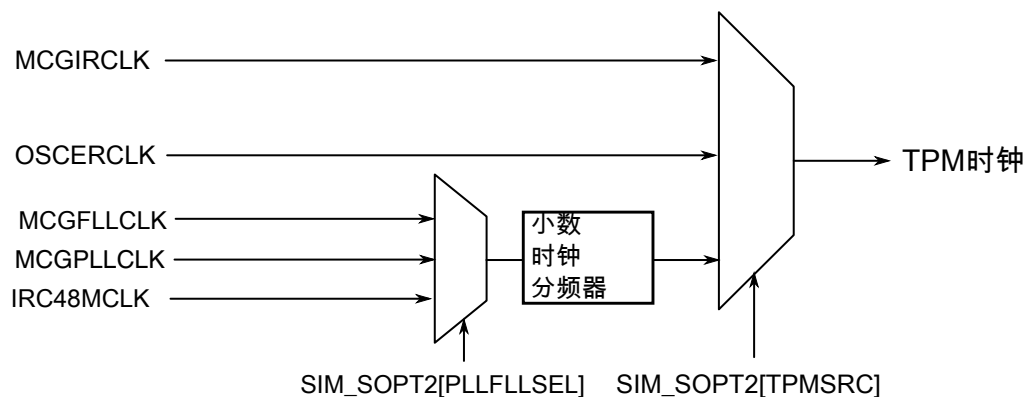 MCGIRCLK
OSCERCLK
TPM时钟
MCGFLLCLK
MCGPLLCLK
IRC48MCLK
小数
时钟
分频器
SIM_SOPT2[PLLFLLSEL]
SIM_SOPT2[TPMSRC]